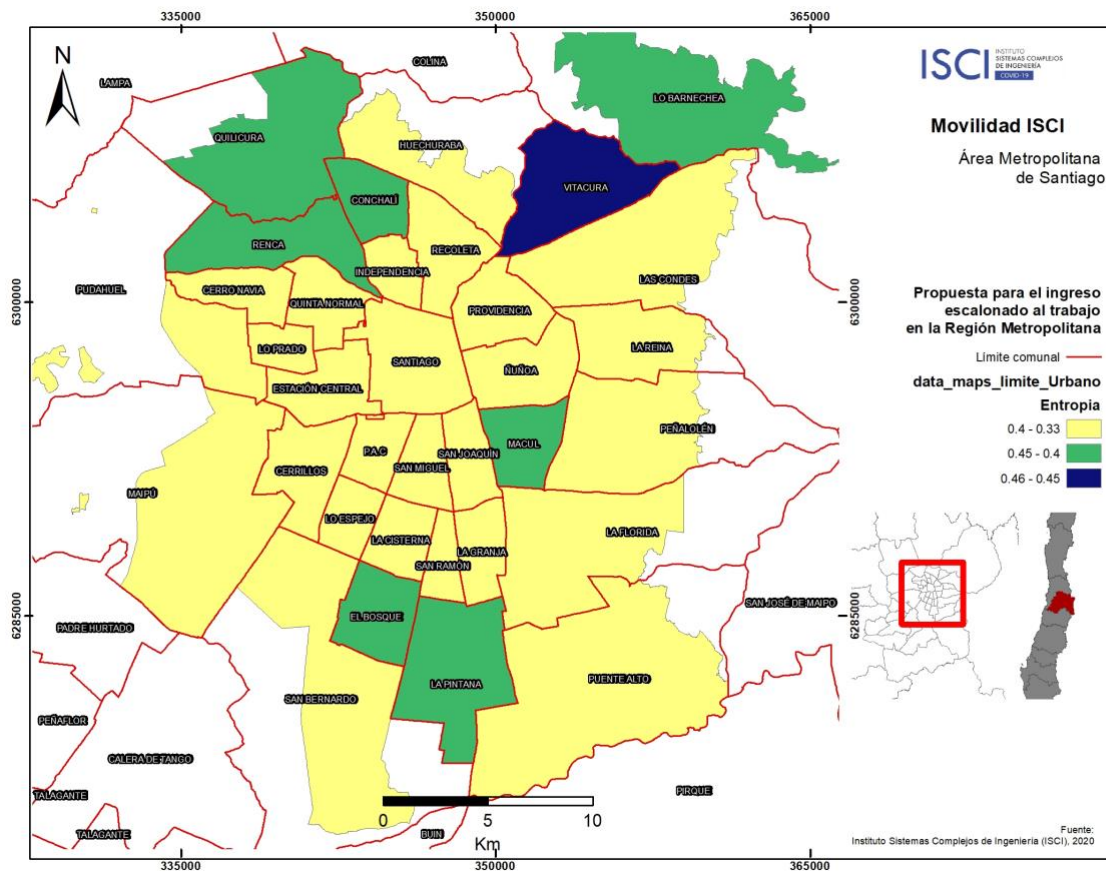 335000
350000
365000
N
COLINA
LAMPA
LO BARNECHEA
QUILICURA
HUECHURABA
VITACURA
CONCHALÍ
RENCA
RECOLETA
INDEPENDENCIA
LAS CONDES
PUDAHUEL
CERRO NAVIA
QUINTA NORMAL
PROVIDENCIA
6300000
6300000
LO PRADO
SANTIAGO
LA REINA
ÑUÑOA
ESTACIÓN CENTRAL
PEÑALOLÉN
MACUL
P.A.C
SAN JOAQUÍN
SAN MIGUEL
CERRILLOS
MAIPÚ
LO ESPEJO
LA FLORIDA
LA CISTERNA
LA GRANJA
SAN RAMÓN
SAN JOSÉ DE MAIPO
6285000
6285000
EL BOSQUE
PADRE HURTADO
LA PINTANA
PUENTE ALTO
SAN BERNARDO
PEÑAFLOR
CALERA DE TANGO
PIRQUE
TALAGANTE
TALAGANTE
BUIN
0 5 10
Km
335000
350000
365000
ISCI
INSTITUTO
SISTEMAS COMPLEJOS
DE INGENIERÍA
COVID-19
Movilidad ISCI
Área Metropolitana
de Santiago
Propuesta para el ingreso
escalonado al trabajo
en la Región Metropolitana
Límite comunal
data_maps_limite_Urbano
Entropia
0.4 - 0.33
0.45 - 0.4
0.46 - 0.45
Fuente:
Instituto Sistemas Complejos de Ingeniería (ISCI), 2020